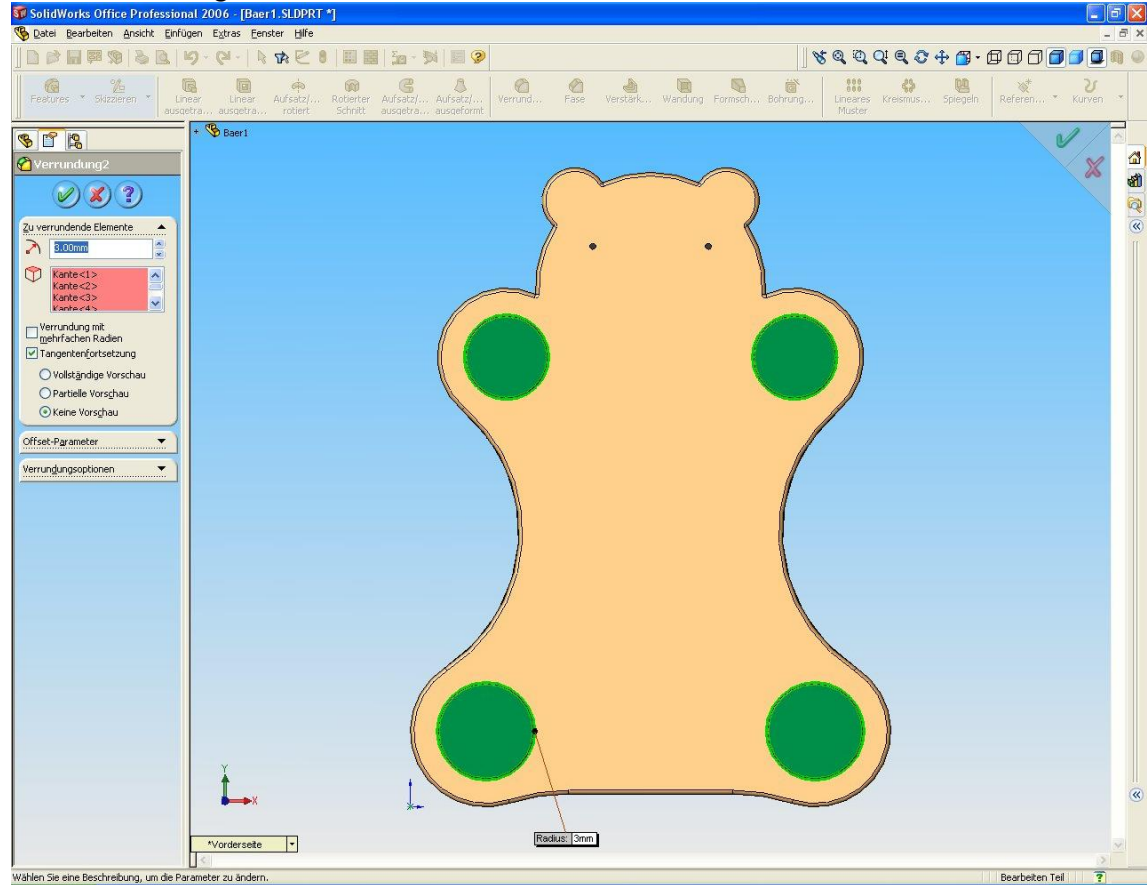 SolidWorks Office Professional 2006 - [Baer1.SLDPRT *]
Datei Bearbeiten Ansicht Einfügen Extras Fenster Hilfe
Features Skizzieren Linear ausgetra... Linear ausgetra... Aufsatz/... rotiert Rotierter Schnitt Aufsatz/... ausgetra... Aufsatz/... ausgeformt Verrund... Fase Verstärk... Wandung Formsch... Bohrung... Lineares Muster Kreismus... Spiegeln Referen... Kurven
Baer1
Verrundung2
Zu verrundende Elemente
3.00mm
Kante<1>
Kante<2>
Kante<3>
Kante<4>
Verrundung mit
mehrfachen Radien
Tangentenfortsetzung
Vollständige Vorschau
Partielle Vorschau
Keine Vorschau
Offset-Parameter
Verrundungsoptionen
Y
X
Radius: 3mm
*Vorderseite
Wählen Sie eine Beschreibung, um die Parameter zu ändern. Bearbeiten Teil